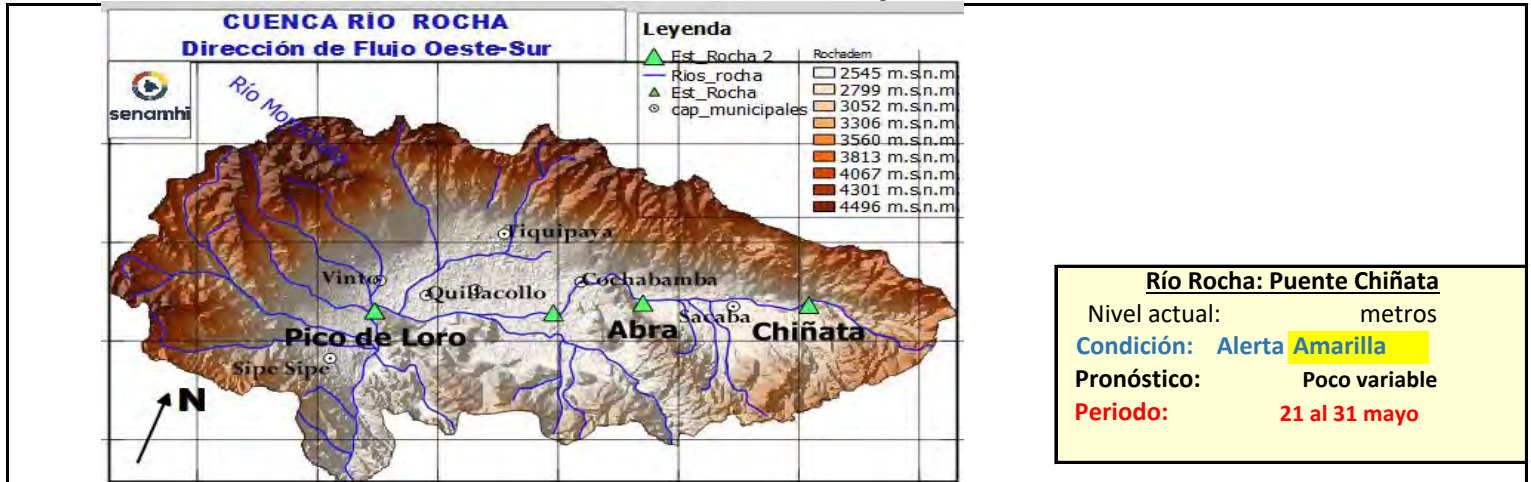 CUENCA RÍO ROCHA
Dirección de Flujo Oeste-Sur
senamhi
Leyenda
Est_Rocha 2
Rios_rocha
Est_Rocha
cap_municipales
Rochadem
2545 m.s.n.m.
2799 m.s.n.m.
3052 m.s.n.m.
3306 m.s.n.m.
3560 m.s.n.m.
3813 m.s.n.m.
4067 m.s.n.m.
4301 m.s.n.m.
4496 m.s.n.m.
Río Morochata
Tiquipaya
Vinto
Quillacollo
Cochabamba
Sacaba
Pico de Loro
Abra
Chiñata
Sipe Sipe
N
Río Rocha: Puente Chiñata
Nivel actual: metros
Condición: Alerta Amarilla
Pronóstico: Poco variable
Periodo: 21 al 31 mayo